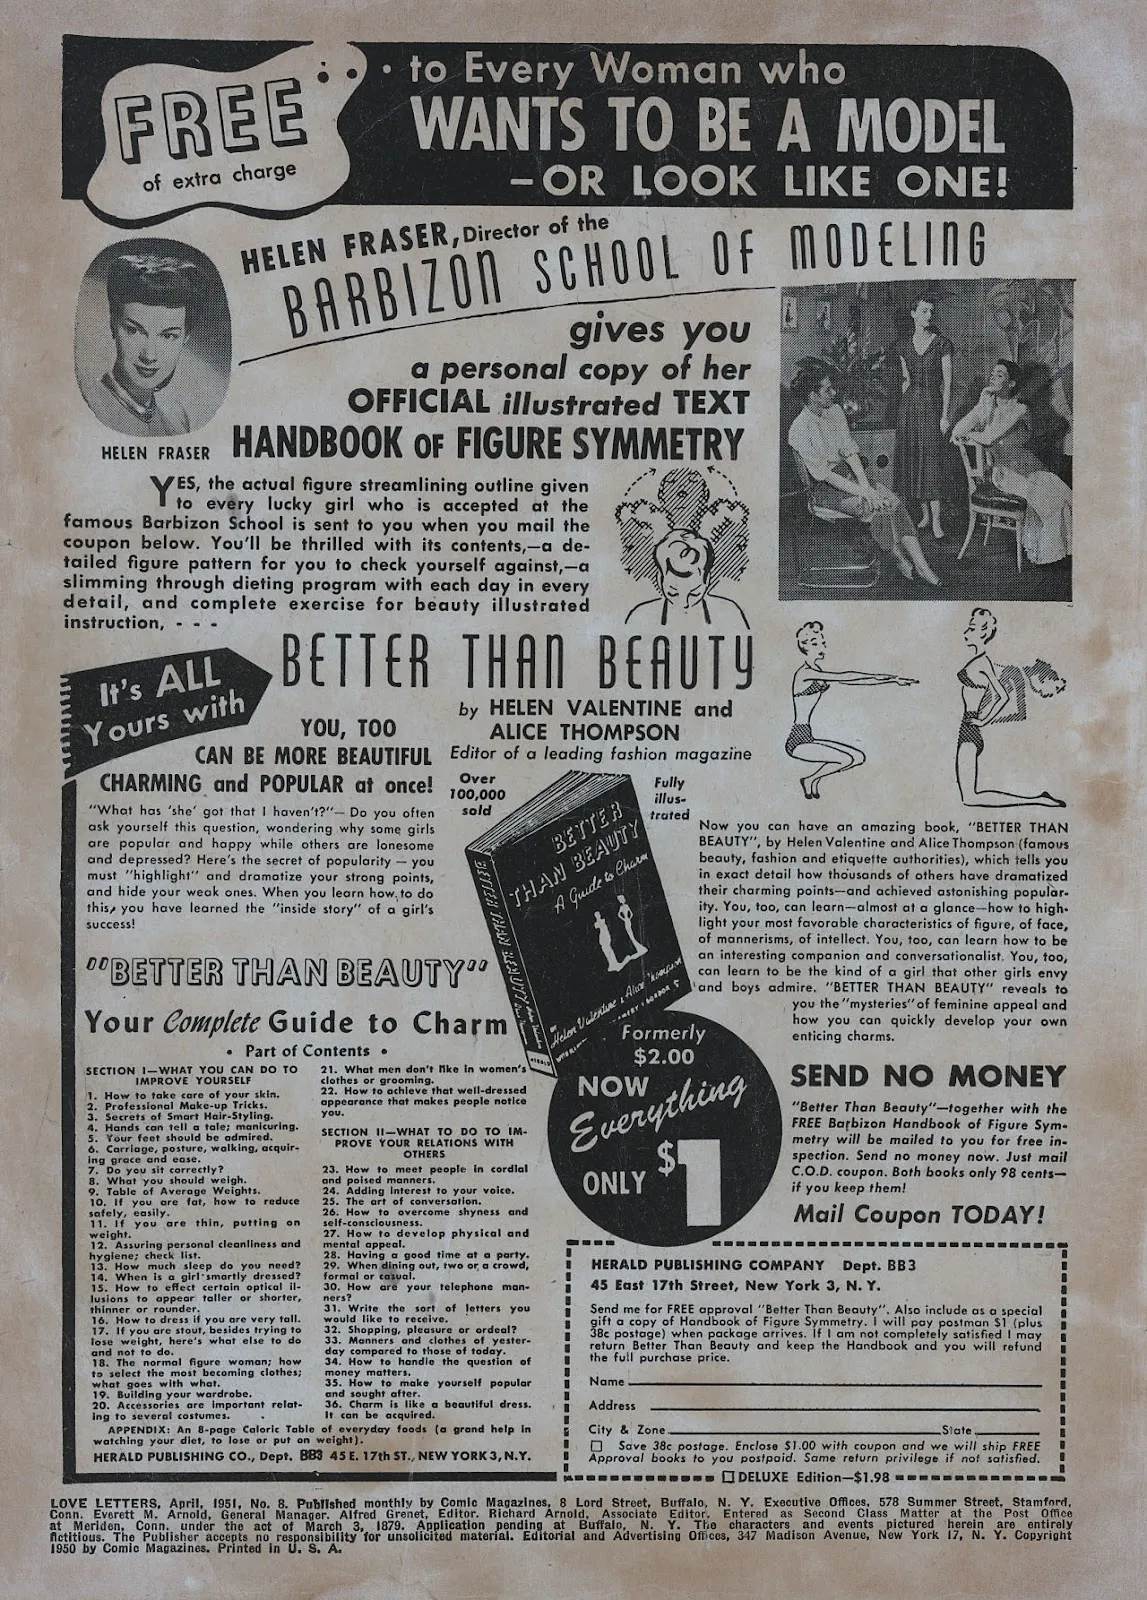 FREE
of extra charge
to Every Woman who
WANTS TO BE A MODEL
—OR LOOK LIKE ONE!
HELEN FRASER, Director of the
BARBIZON SCHOOL OF MODELING
gives you
a personal copy of her
OFFICIAL illustrated TEXT
HANDBOOK OF FIGURE SYMMETRY
HELEN FRASER
YES, the actual figure streamlining outline given
to every lucky girl who is accepted at the
famous Barbizon School is sent to you when you mail the
coupon below. You'll be thrilled with its contents,—a de-
tailed figure pattern for you to check yourself against,—a
slimming through dieting program with each day in every
detail, and complete exercise for beauty illustrated
instruction, - - -
It's ALL
Yours with
BETTER THAN BEAUTY
by HELEN VALENTINE and
ALICE THOMPSON
Editor of a leading fashion magazine
YOU, TOO
CAN BE MORE BEAUTIFUL
CHARMING and POPULAR at once!
"What has 'she' got that I haven't?"— Do you often
ask yourself this question, wondering why some girls
are popular and happy while others are lonesome
and depressed? Here's the secret of popularity — you
must "highlight" and dramatize your strong points,
and hide your weak ones. When you learn how to do
this, you have learned the "inside story" of a girl's
success!
Over
100,000
sold
Fully
illus-
trated
BETTER
THAN BEAUTY
A Guide to Charm
BETTER THAN BEAUTY
Helen Valentine & Alice Thompson
Now you can have an amazing book, "BETTER THAN
BEAUTY", by Helen Valentine and Alice Thompson (famous
beauty, fashion and etiquette authorities), which tells you
in exact detail how thousands of others have dramatized
their charming points—and achieved astonishing popular-
ity. You, too, can learn—almost at a glance—how to high-
light your most favorable characteristics of figure, of face,
of mannerisms, of intellect. You, too, can learn how to be
an interesting companion and conversationalist. You, too,
can learn to be the kind of a girl that other girls envy
and boys admire. "BETTER THAN BEAUTY" reveals to
you the "mysteries" of feminine appeal and
how you can quickly develop your own
enticing charms.
"BETTER THAN BEAUTY"
Your Complete Guide to Charm
• Part of Contents •
SECTION I—WHAT YOU CAN DO TO
IMPROVE YOURSELF
1. How to take care of your skin.
2. Professional Make-up Tricks.
3. Secrets of Smart Hair-Styling.
4. Hands can tell a tale; manicuring.
5. Your feet should be admired.
6. Carriage, posture, walking, acquir-
ing grace and ease.
7. Do you sit correctly?
8. What you should weigh.
9. Table of Average Weights.
10. If you are fat, how to reduce
safely, easily.
11. If you are thin, putting on
weight.
12. Assuring personal cleanliness and
hygiene; check list.
13. How much sleep do you need?
14. When is a girl smartly dressed?
15. How to effect certain optical il-
lusions to appear taller or shorter,
thinner or rounder.
16. How to dress if you are very tall.
17. If you are stout, besides trying to
lose weight, here's what else to do
and not to do.
18. The normal figure woman; how
to select the most becoming clothes;
what goes with what.
19. Building your wardrobe.
20. Accessories are important relat-
ing to several costumes.
21. What men don't like in women's
clothes or grooming.
22. How to achieve that well-dressed
appearance that makes people notice
you.
SECTION II—WHAT TO DO TO IM-
PROVE YOUR RELATIONS WITH
OTHERS
23. How to meet people in cordial
and poised manners.
24. Adding interest to your voice.
25. The art of conversation.
26. How to overcome shyness and
self-consciousness.
27. How to develop physical and
mental appeal.
28. Having a good time at a party.
29. When dining out, two or a crowd,
formal or casual.
30. How are your telephone man-
ners?
31. Write the sort of letters you
would like to receive.
32. Shopping, pleasure or ordeal?
33. Manners and clothes of yester-
day compared to those of today.
34. How to handle the question of
money matters.
35. How to make yourself popular
and sought after.
36. Charm is like a beautiful dress.
It can be acquired.
APPENDIX: An 8-page Caloric Table of everyday foods (a grand help in
watching your diet, to lose or put on weight).
HERALD PUBLISHING CO., Dept. BB3 45 E. 17th ST., NEW YORK 3, N.Y.
Formerly
$2.00
NOW
Everything
ONLY $1
SEND NO MONEY
"Better Than Beauty"—together with the
FREE Barbizon Handbook of Figure Sym-
metry will be mailed to you for free in-
spection. Send no money now. Just mail
C.O.D. coupon. Both books only 98 cents—
if you keep them!
Mail Coupon TODAY!
HERALD PUBLISHING COMPANY Dept. BB3
45 East 17th Street, New York 3, N. Y.
Send me for FREE approval "Better Than Beauty". Also include as a special
gift a copy of Handbook of Figure Symmetry. I will pay postman $1 (plus
38c postage) when package arrives. If I am not completely satisfied I may
return Better Than Beauty and keep the Handbook and you will refund
the full purchase price.
Name
Address
City & Zone State
Save 38c postage. Enclose $1.00 with coupon and we will ship FREE
Approval books to you postpaid. Same return privilege if not satisfied.
DELUXE Edition—$1.98
LOVE LETTERS, April, 1951, No. 8. Published monthly by Comic Magazines, 8 Lord Street, Buffalo, N. Y. Executive Offices, 578 Summer Street, Stamford,
Conn. Everett M. Arnold, General Manager. Alfred Grenet, Editor. Richard Arnold, Associate Editor. Entered as Second Class Matter at the Post Office
at Meriden, Conn. under the act of March 3, 1879. Application pending at Buffalo, N. Y. The characters and events pictured herein are entirely
fictitious. The Publisher accepts no responsibility for unsolicited material. Editorial and Advertising Offices, 347 Madison Avenue, New York 17, N. Y. Copyright
1950 by Comic Magazines. Printed in U. S. A.